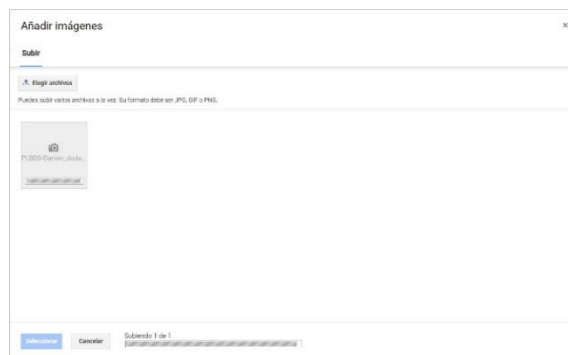 Añadir imágenes
×
Subir
Elegir archivos
Puedes subir varios archivos a la vez. Su formato debe ser JPG, GIF o PNG.
Seleccionar
Cancelar
Subiendo 1 de 1